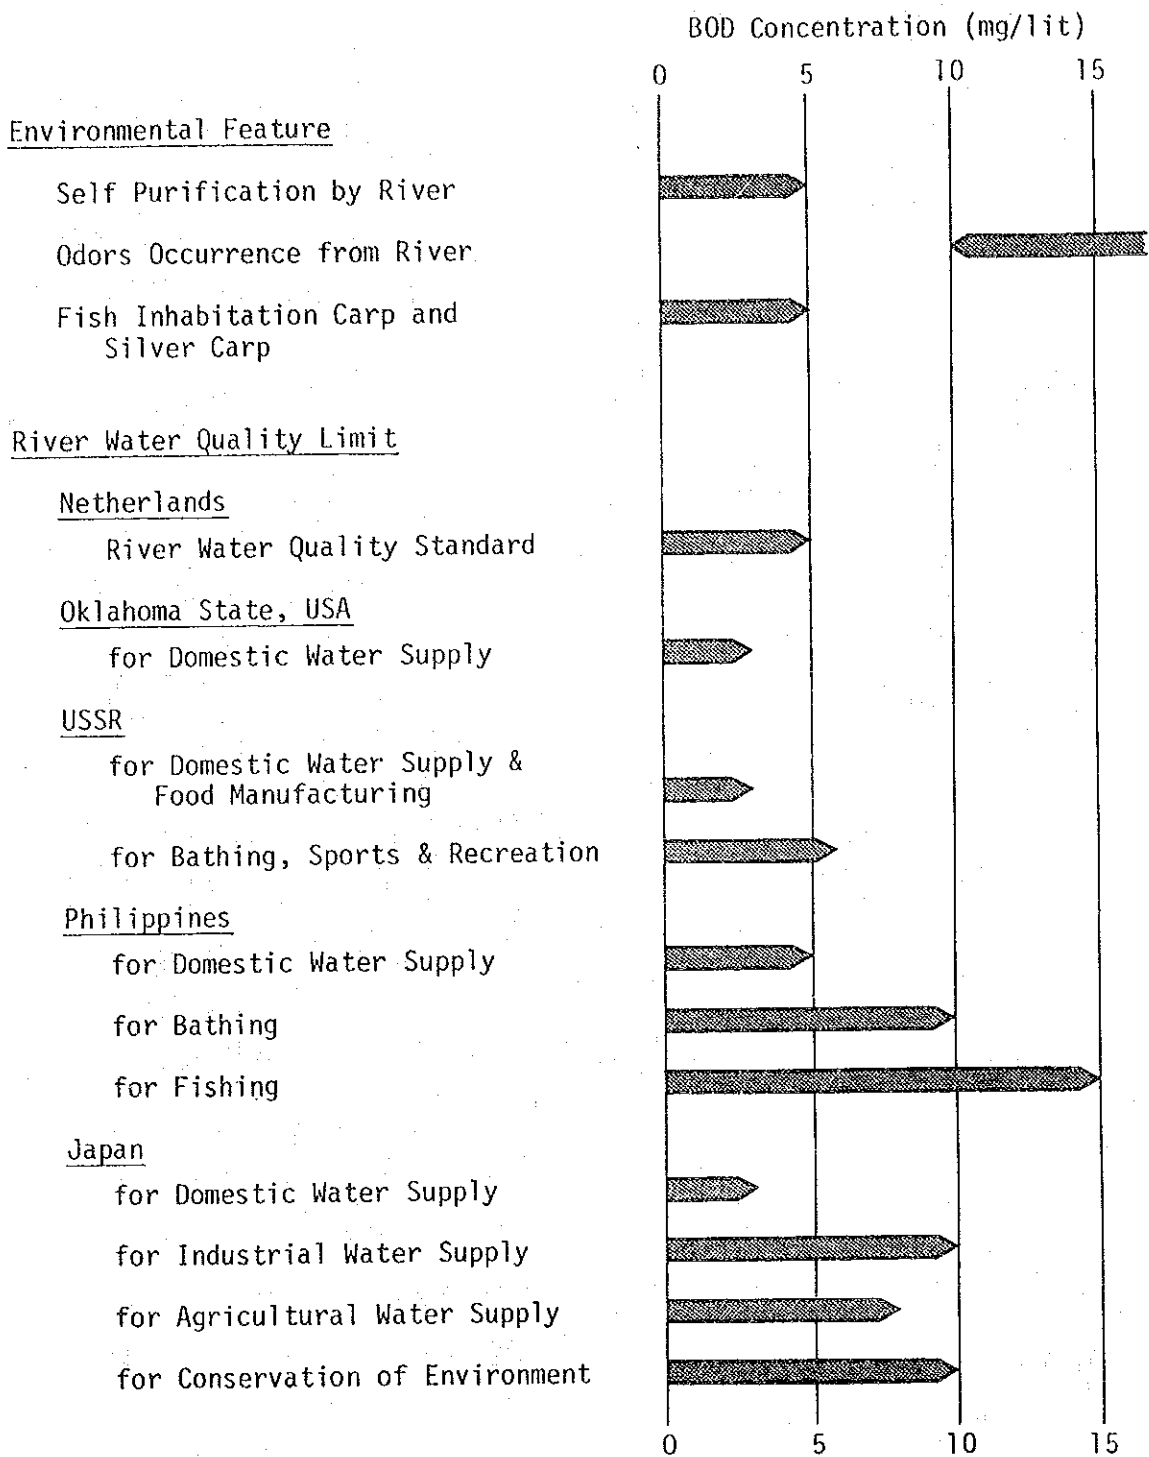 BOD Concentration (mg/lit)
0 5 10 15
Environmental Feature
Self Purification by River
Odors Occurrence from River
Fish Inhabitation Carp and
Silver Carp
River Water Quality Limit
Netherlands
River Water Quality Standard
Oklahoma State, USA
for Domestic Water Supply
USSR
for Domestic Water Supply &
Food Manufacturing
for Bathing, Sports & Recreation
Philippines
for Domestic Water Supply
for Bathing
for Fishing
Japan
for Domestic Water Supply
for Industrial Water Supply
for Agricultural Water Supply
for Conservation of Environment
0 5 10 15